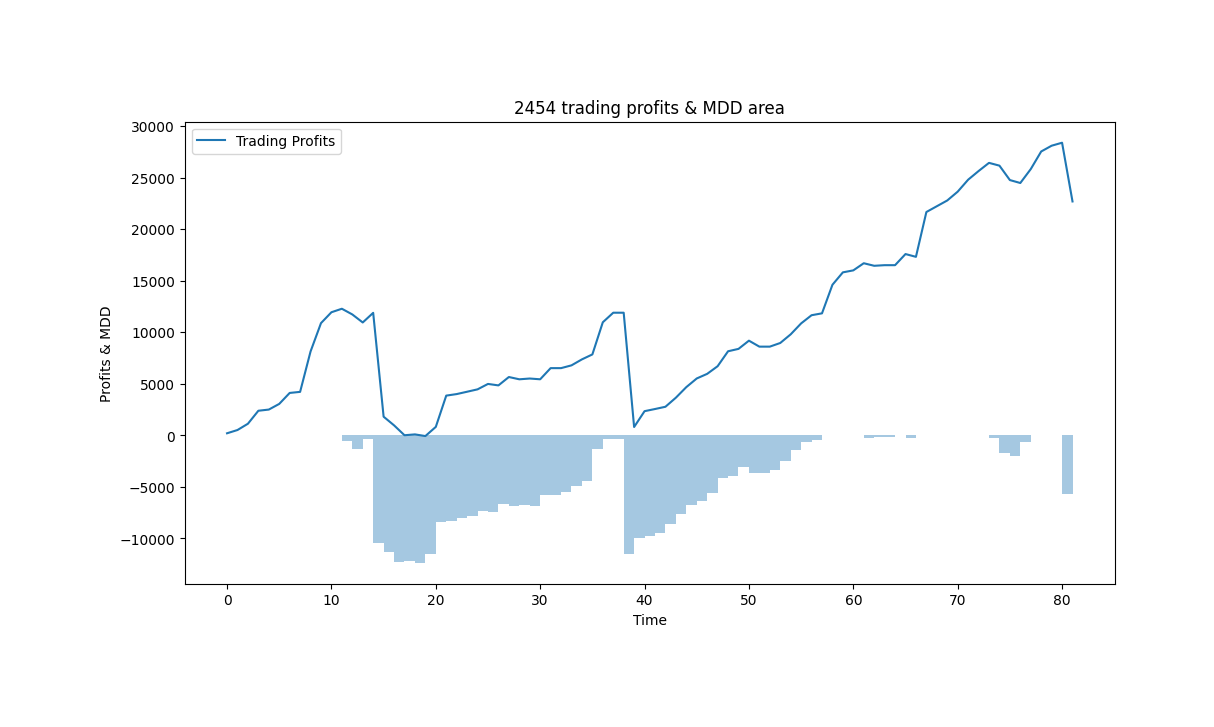 2454 trading profits & MDD area
Trading Profits
Profits & MDD
30000
25000
20000
15000
10000
5000
0
−5000
−10000
0 10 20 30 40 50 60 70 80
Time